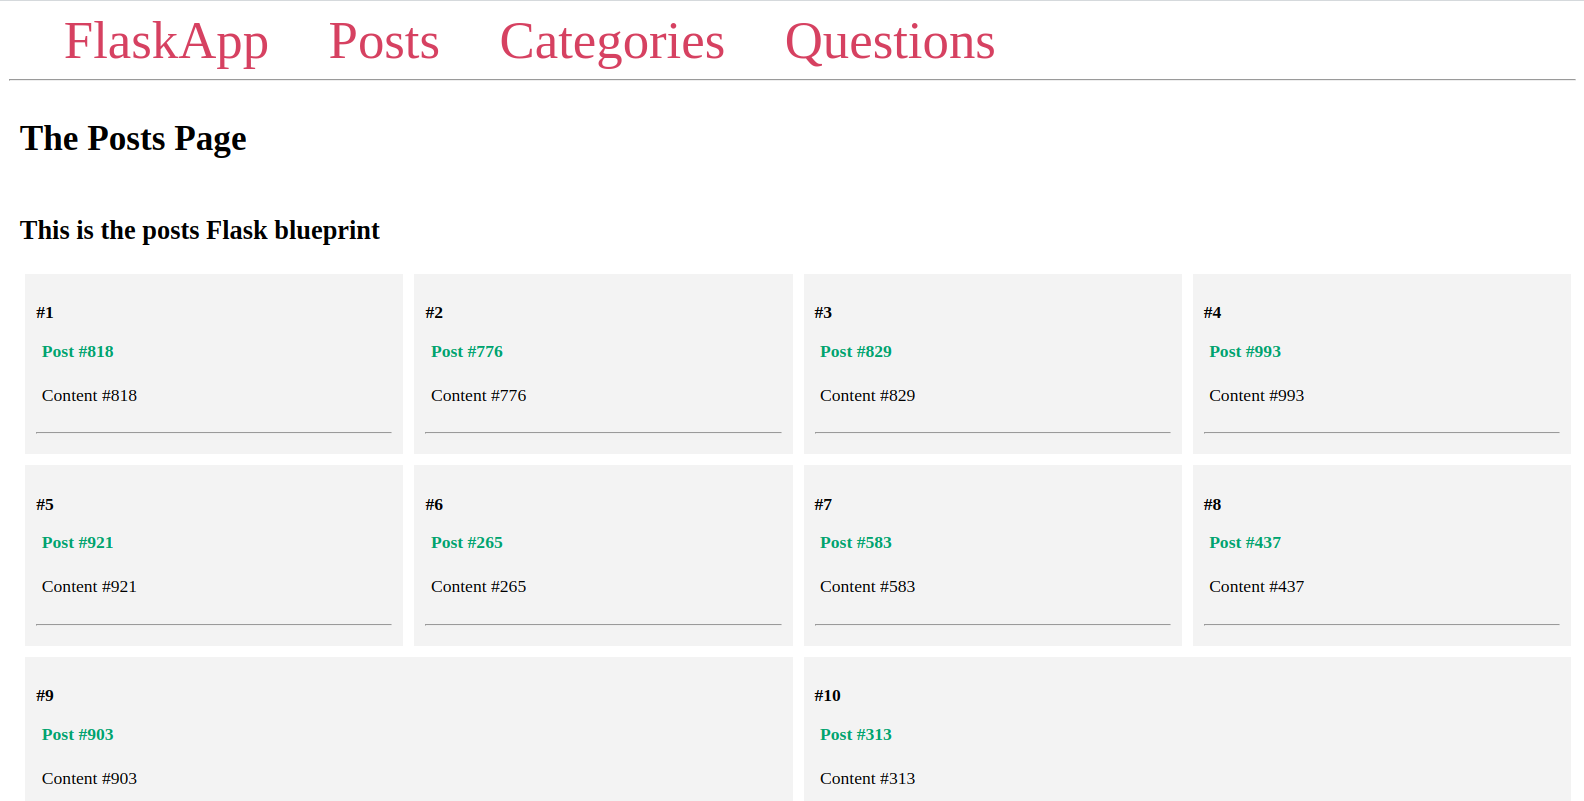 FlaskApp Posts Categories Questions
The Posts Page
This is the posts Flask blueprint
#1
Post #818
Content #818
#2
Post #776
Content #776
#3
Post #829
Content #829
#4
Post #993
Content #993
#5
Post #921
Content #921
#6
Post #265
Content #265
#7
Post #583
Content #583
#8
Post #437
Content #437
#9
Post #903
Content #903
#10
Post #313
Content #313